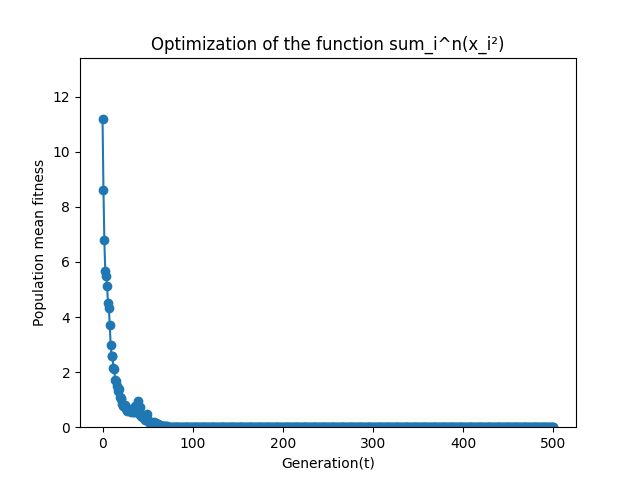 Optimization of the function sum_i^n(x_i²)
Population mean fitness
12
10
8
6
4
2
0
0 100 200 300 400 500
Generation(t)